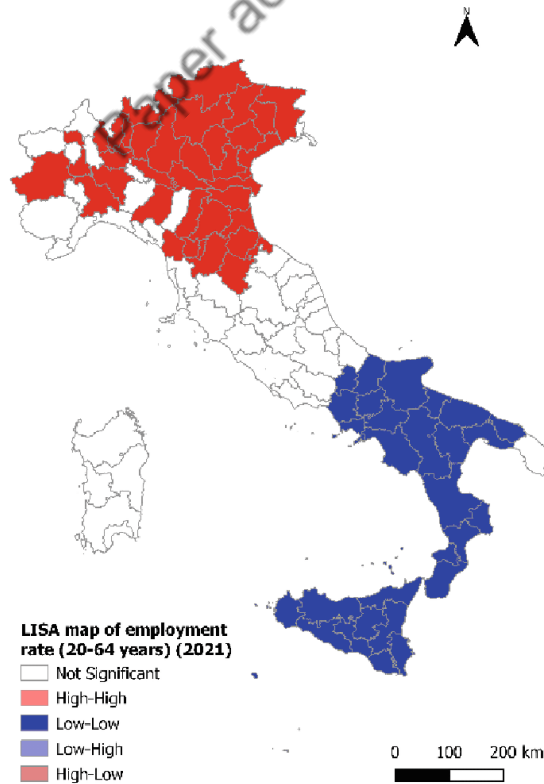 Paper
N
LISA map of employment
rate (20-64 years) (2021)
Not Significant
High-High
Low-Low
Low-High
High-Low
0 100 200 km